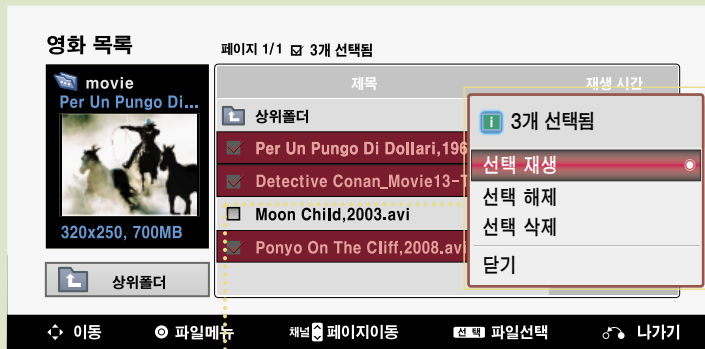 영화 목록
페이지 1/1 3개 선택됨
movie
Per Un Pungo Di...
320x250, 700MB
상위폴더
제목 재생 시간
상위폴더
Per Un Pungo Di Dollari,196
Detective Conan_Movie13-T
Moon Child,2003.avi
Ponyo On The Cliff,2008.avi
3개 선택됨
선택 재생
선택 해제
선택 삭제
닫기
이동 파일메뉴 채널 페이지이동 선택 파일선택 나가기